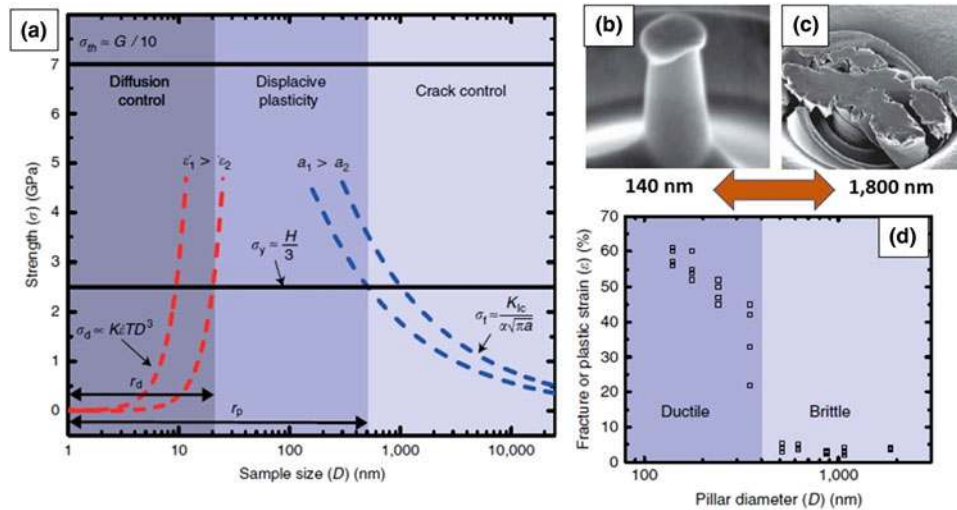 (a)
σth ≈ G / 10
7
6
5
4
3
2
1
0
Strength (σ) (GPa)
Diffusion
control
Displacive
plasticity
Crack control
ε̇1 > ε̇2
a1 > a2
σy ≈ H/3
σd ∝ Kε̇TD³
σf ≈ KIc/α√πa
rd
rp
1
10
100
1,000
10,000
Sample size (D) (nm)
(b)
(c)
140 nm
1,800 nm
(d)
70
60
50
40
30
20
10
0
Fracture or plastic strain (ε) (%)
Ductile
Brittle
100
1,000
Pillar diameter (D) (nm)